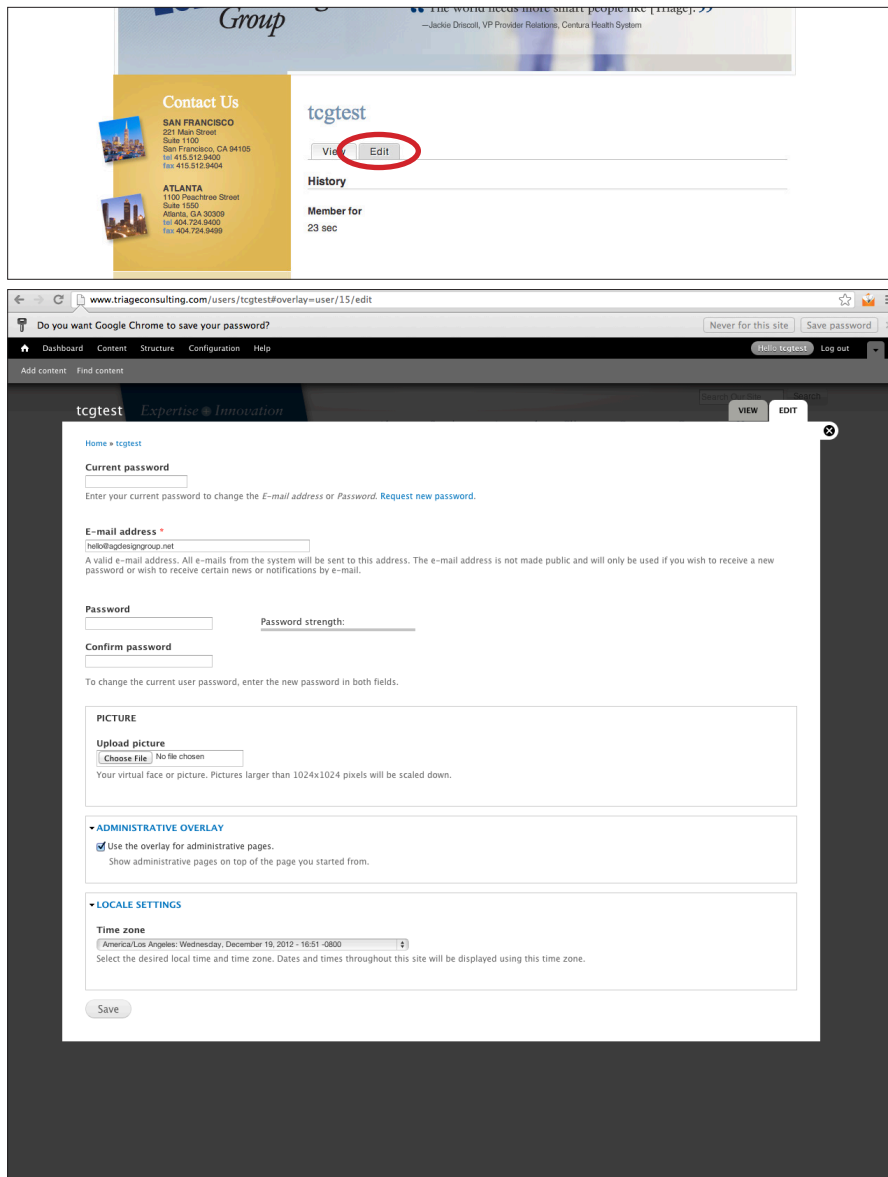 Group
The world needs more smart people like [Triage].
—Jackie Driscoll, VP Provider Relations, Centura Health System
Contact Us
SAN FRANCISCO
221 Main Street
Suite 1100
San Francisco, CA 94105
tel 415.512.9400
fax 415.512.9404
ATLANTA
1100 Peachtree Street
Suite 1550
Atlanta, GA 30309
tel 404.724.9400
fax 404.724.9499
tcgtest
View Edit
History
Member for
23 sec
www.triageconsulting.com/users/tcgtest#overlay=user/15/edit
Do you want Google Chrome to save your password? Never for this site Save password
Dashboard Content Structure Configuration Help Hello tcgtest Log out
Add content Find content
Search Our Site Search
tcgtest Expertise Innovation VIEW EDIT
Home » tcgtest
Current password
Enter your current password to change the E-mail address or Password. Request new password.
E-mail address *
hello@agdesigngroup.net
A valid e-mail address. All e-mails from the system will be sent to this address. The e-mail address is not made public and will only be used if you wish to receive a new
password or wish to receive certain news or notifications by e-mail.
Password
Password strength:
Confirm password
To change the current user password, enter the new password in both fields.
PICTURE
Upload picture
Choose File No file chosen
Your virtual face or picture. Pictures larger than 1024x1024 pixels will be scaled down.
ADMINISTRATIVE OVERLAY
Use the overlay for administrative pages.
Show administrative pages on top of the page you started from.
LOCALE SETTINGS
Time zone
America/Los Angeles: Wednesday, December 19, 2012 - 16:51 -0800
Select the desired local time and time zone. Dates and times throughout this site will be displayed using this time zone.
Save